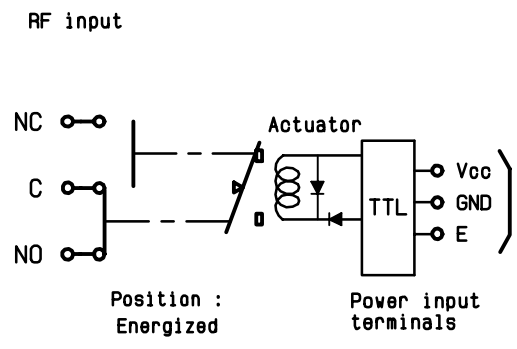 RF input
NC
Actuator
Vcc
C
TTL
GND
NO
E
Position :
Energized
Power input
terminals